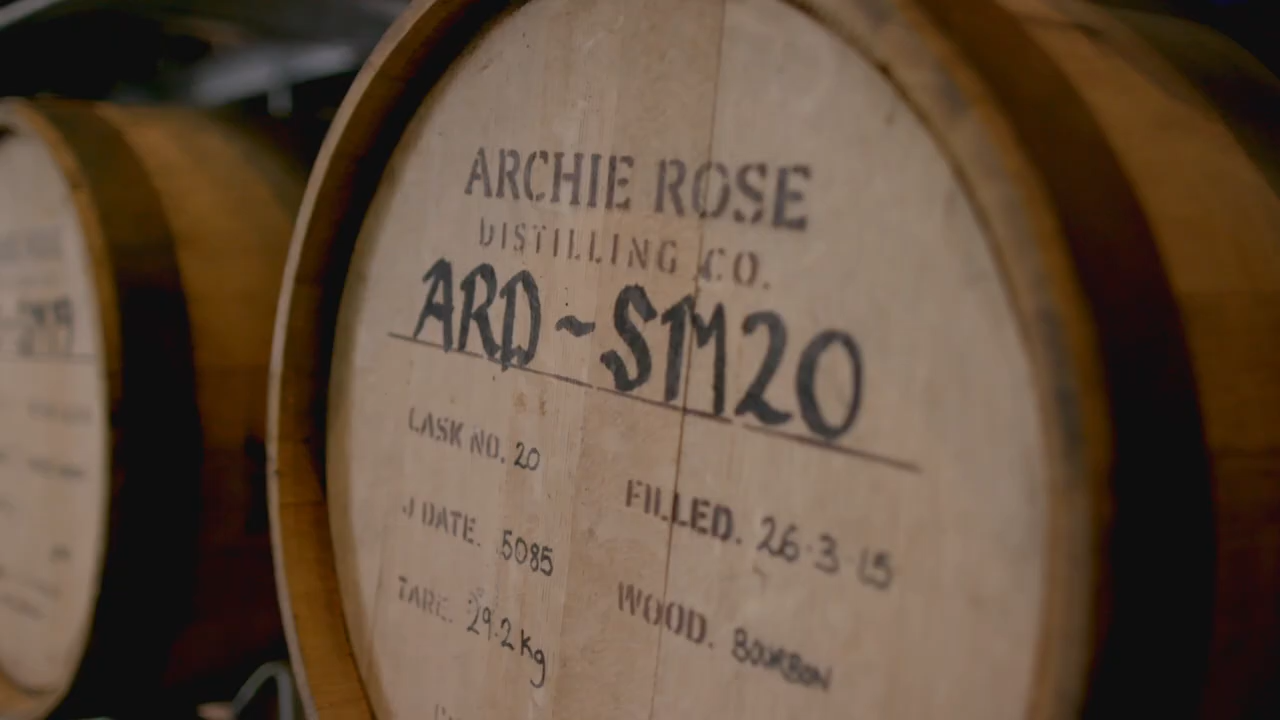 ARCHIE ROSE
DISTILLING CO.
ARD~SM20
CASK NO. 20
FILLED. 26·3·15
J DATE. 5085
WOOD. BOURBON
TARE. 29.2kg